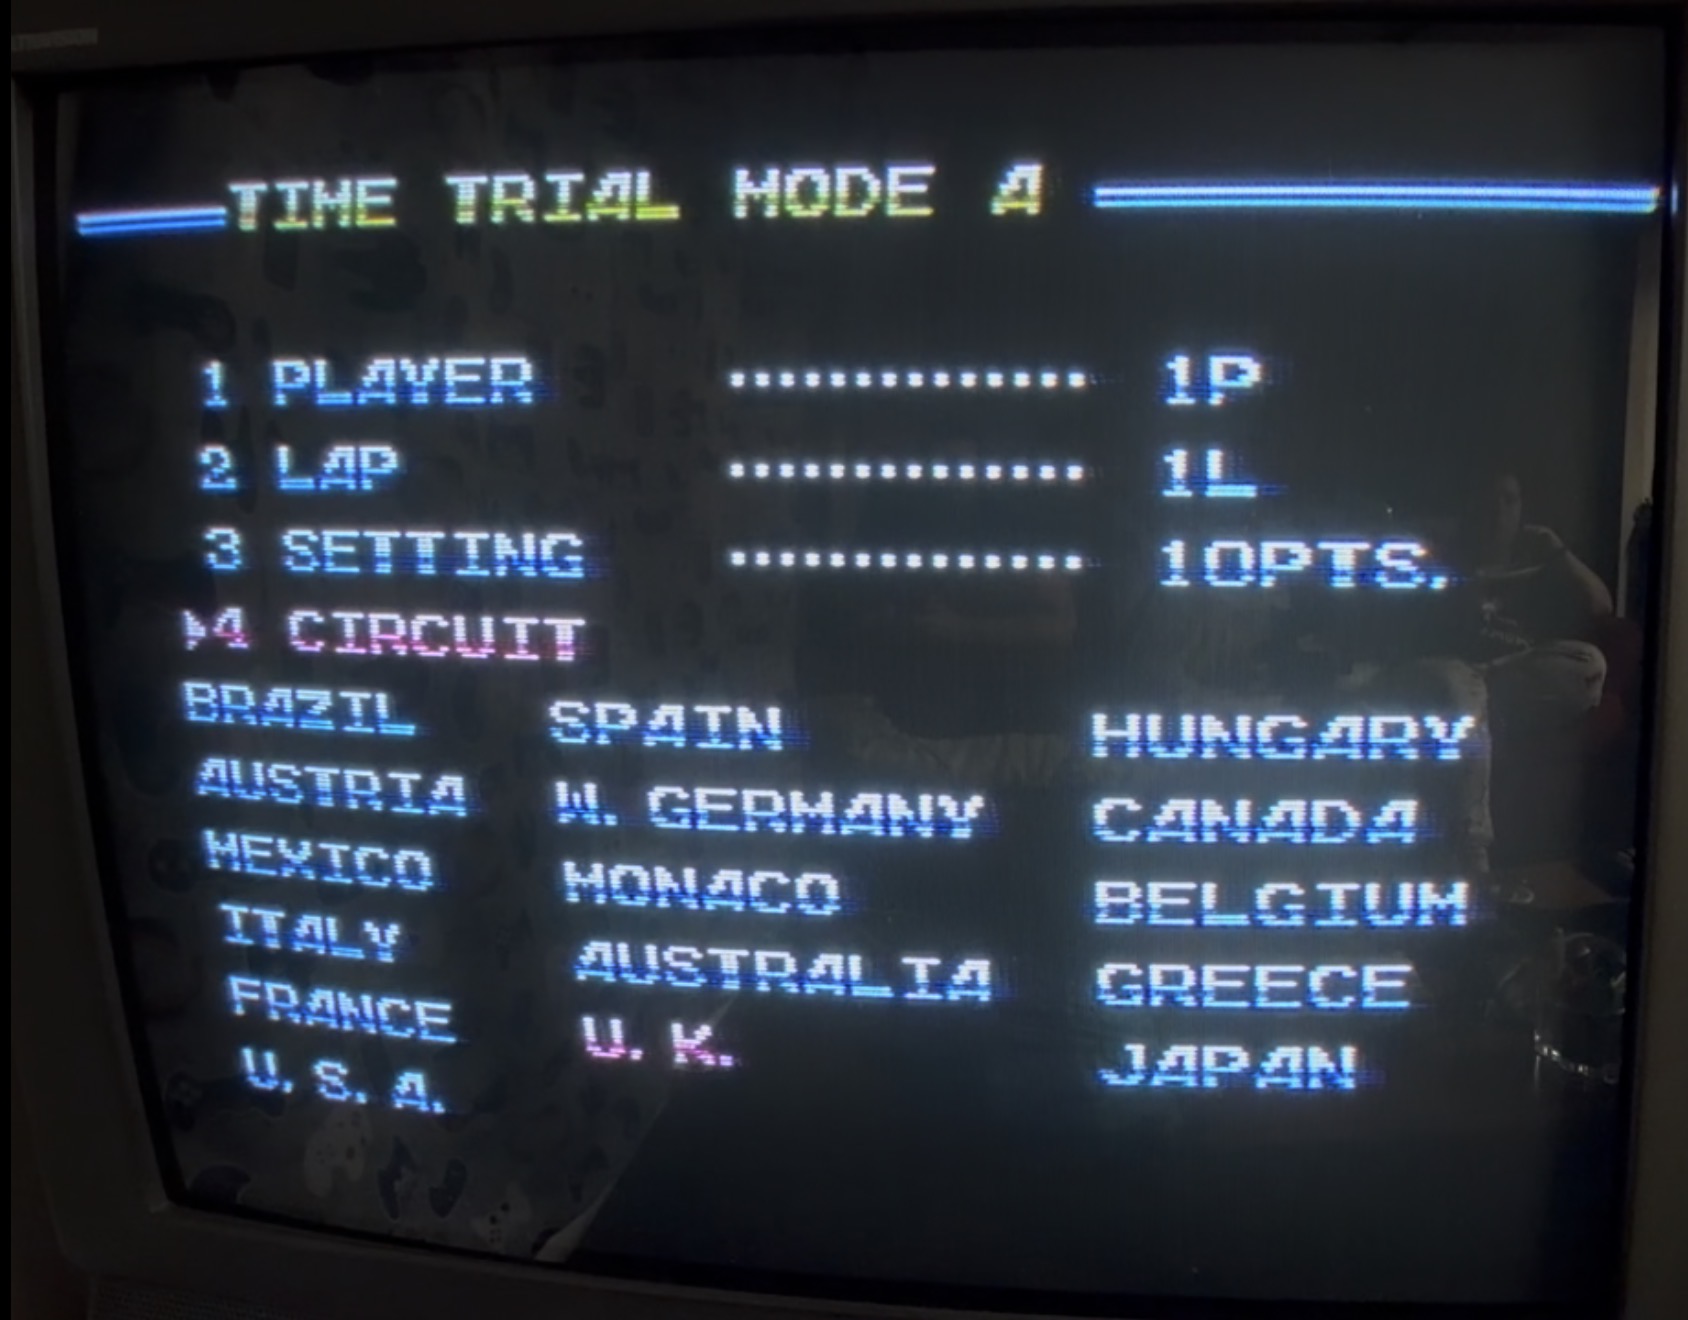 TIME TRIAL MODE A
1 PLAYER .............. 1P
2 LAP .............. 1L
3 SETTING .............. 10PTS.
▶4 CIRCUIT
BRAZIL SPAIN HUNGARY
AUSTRIA W. GERMANY CANADA
MEXICO MONACO BELGIUM
ITALY AUSTRALIA GREECE
FRANCE U. K. JAPAN
U. S. A.